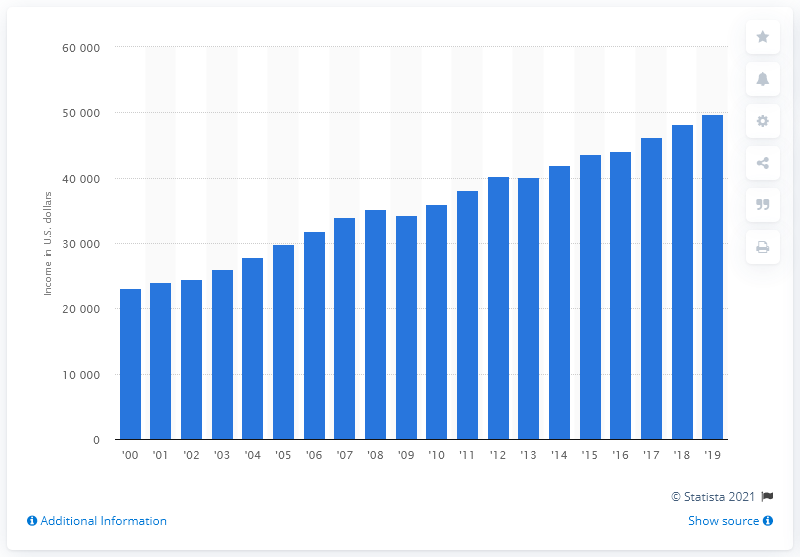 60 000
50 000
40 000
30 000
20 000
10 000
0
Income in U.S. dollars
'00 '01 '02 '03 '04 '05 '06 '07 '08 '09 '10 '11 '12 '13 '14 '15 '16 '17 '18 '19
© Statista 2021
Additional Information
Show source